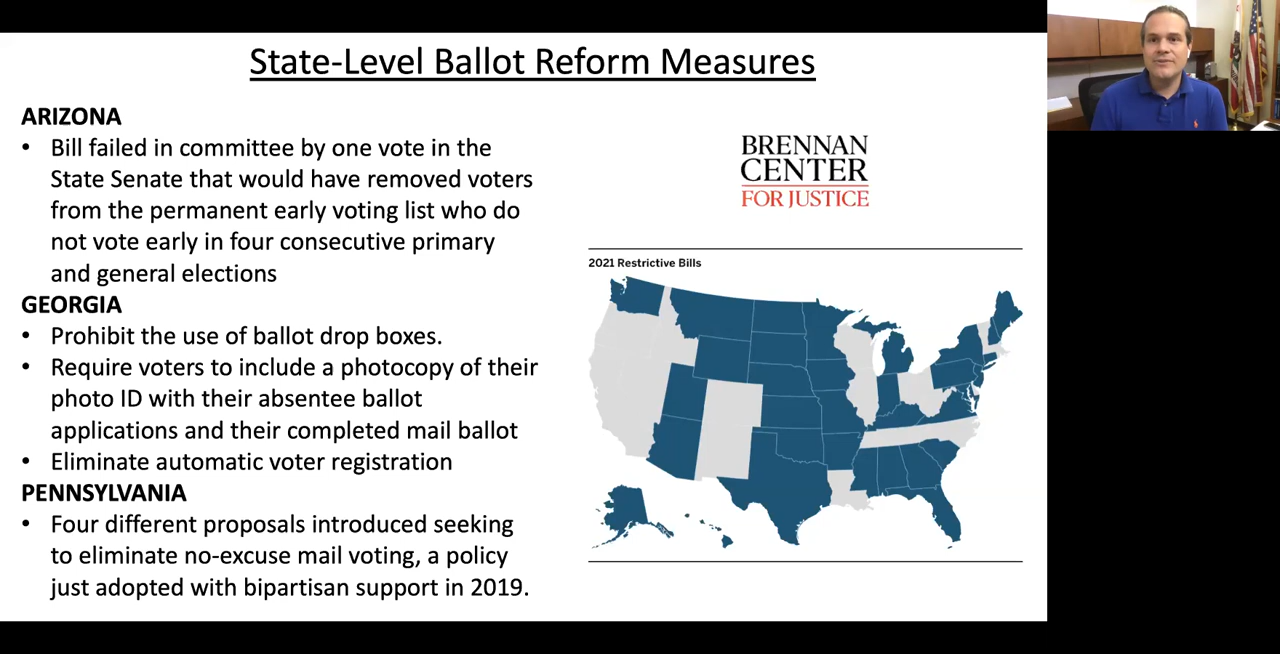 State-Level Ballot Reform Measures
ARIZONA
• Bill failed in committee by one vote in the
State Senate that would have removed voters
from the permanent early voting list who do
not vote early in four consecutive primary
and general elections
GEORGIA
• Prohibit the use of ballot drop boxes.
• Require voters to include a photocopy of their
photo ID with their absentee ballot
applications and their completed mail ballot
• Eliminate automatic voter registration
PENNSYLVANIA
• Four different proposals introduced seeking
to eliminate no-excuse mail voting, a policy
just adopted with bipartisan support in 2019.
BRENNAN
CENTER
FOR JUSTICE
2021 Restrictive Bills